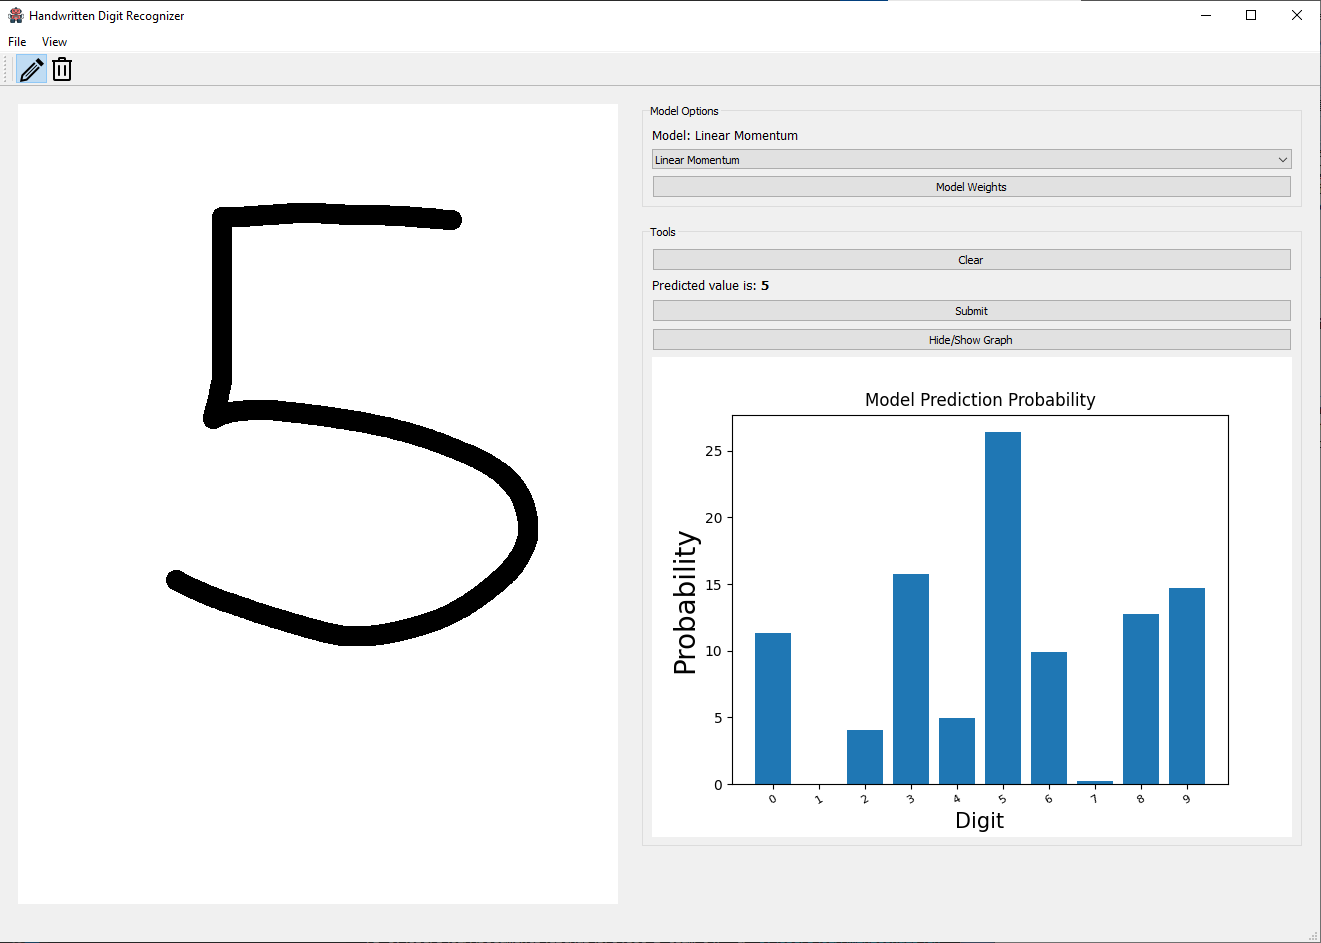 Handwritten Digit Recognizer
File View
5
Model Options
Model: Linear Momentum
Linear Momentum
Model Weights
Tools
Clear
Predicted value is: 5
Submit
Hide/Show Graph
Model Prediction Probability
Probability
25
20
15
10
5
0
0 1 2 3 4 5 6 7 8 9
Digit